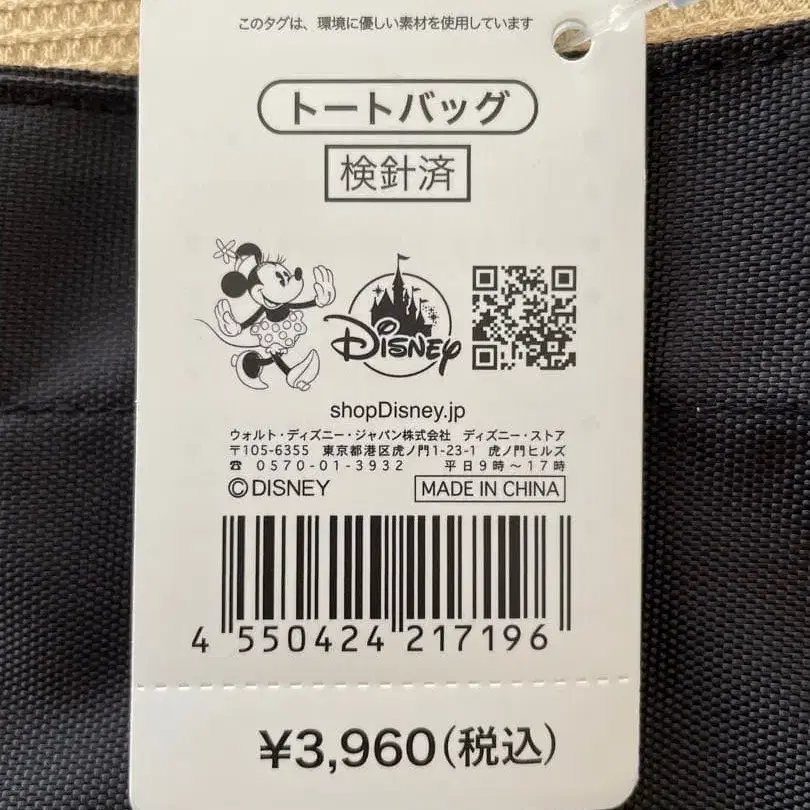 このタグは、環境に優しい素材を使用しています
トートバッグ
検針済
Disney
shopDisney.jp
ウォルト・ディズニー・ジャパン株式会社 ディズニー・ストア
〒105-6355 東京都港区虎ノ門1-23-1 虎ノ門ヒルズ
☎ 0570-01-3932 平日9時〜17時
©DISNEY MADE IN CHINA
4 550424 217196
¥3,960(税込)